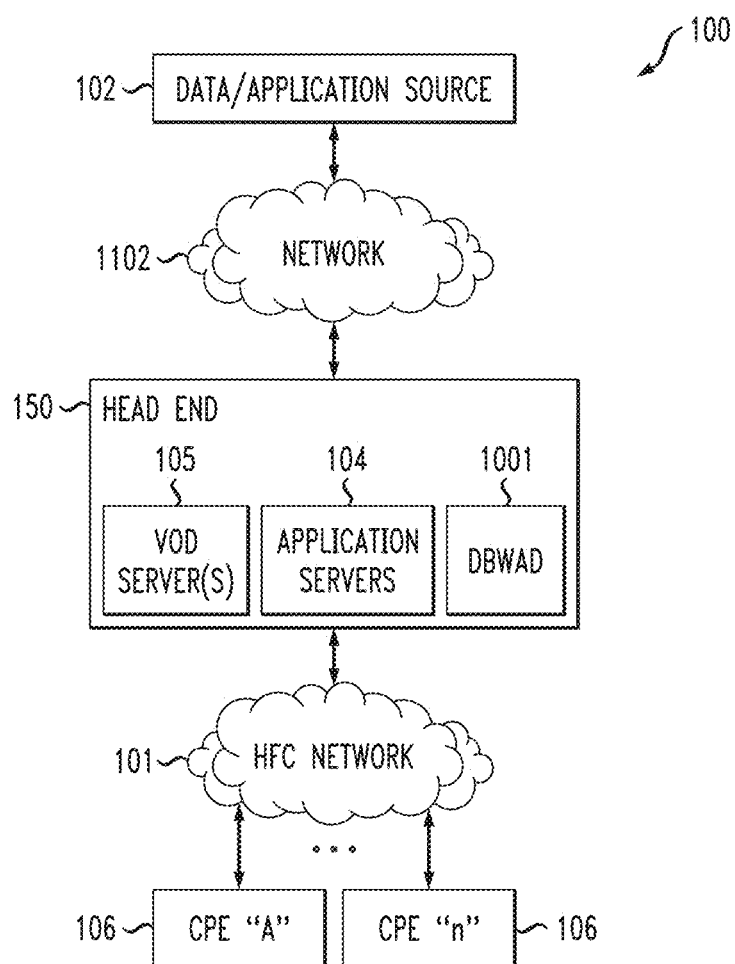 100
102 DATA/APPLICATION SOURCE
1102 NETWORK
150 HEAD END
105 104 1001
VOD SERVER(S)
APPLICATION SERVERS
DBWAD
101 HFC NETWORK
106 CPE “A” CPE “n” 106